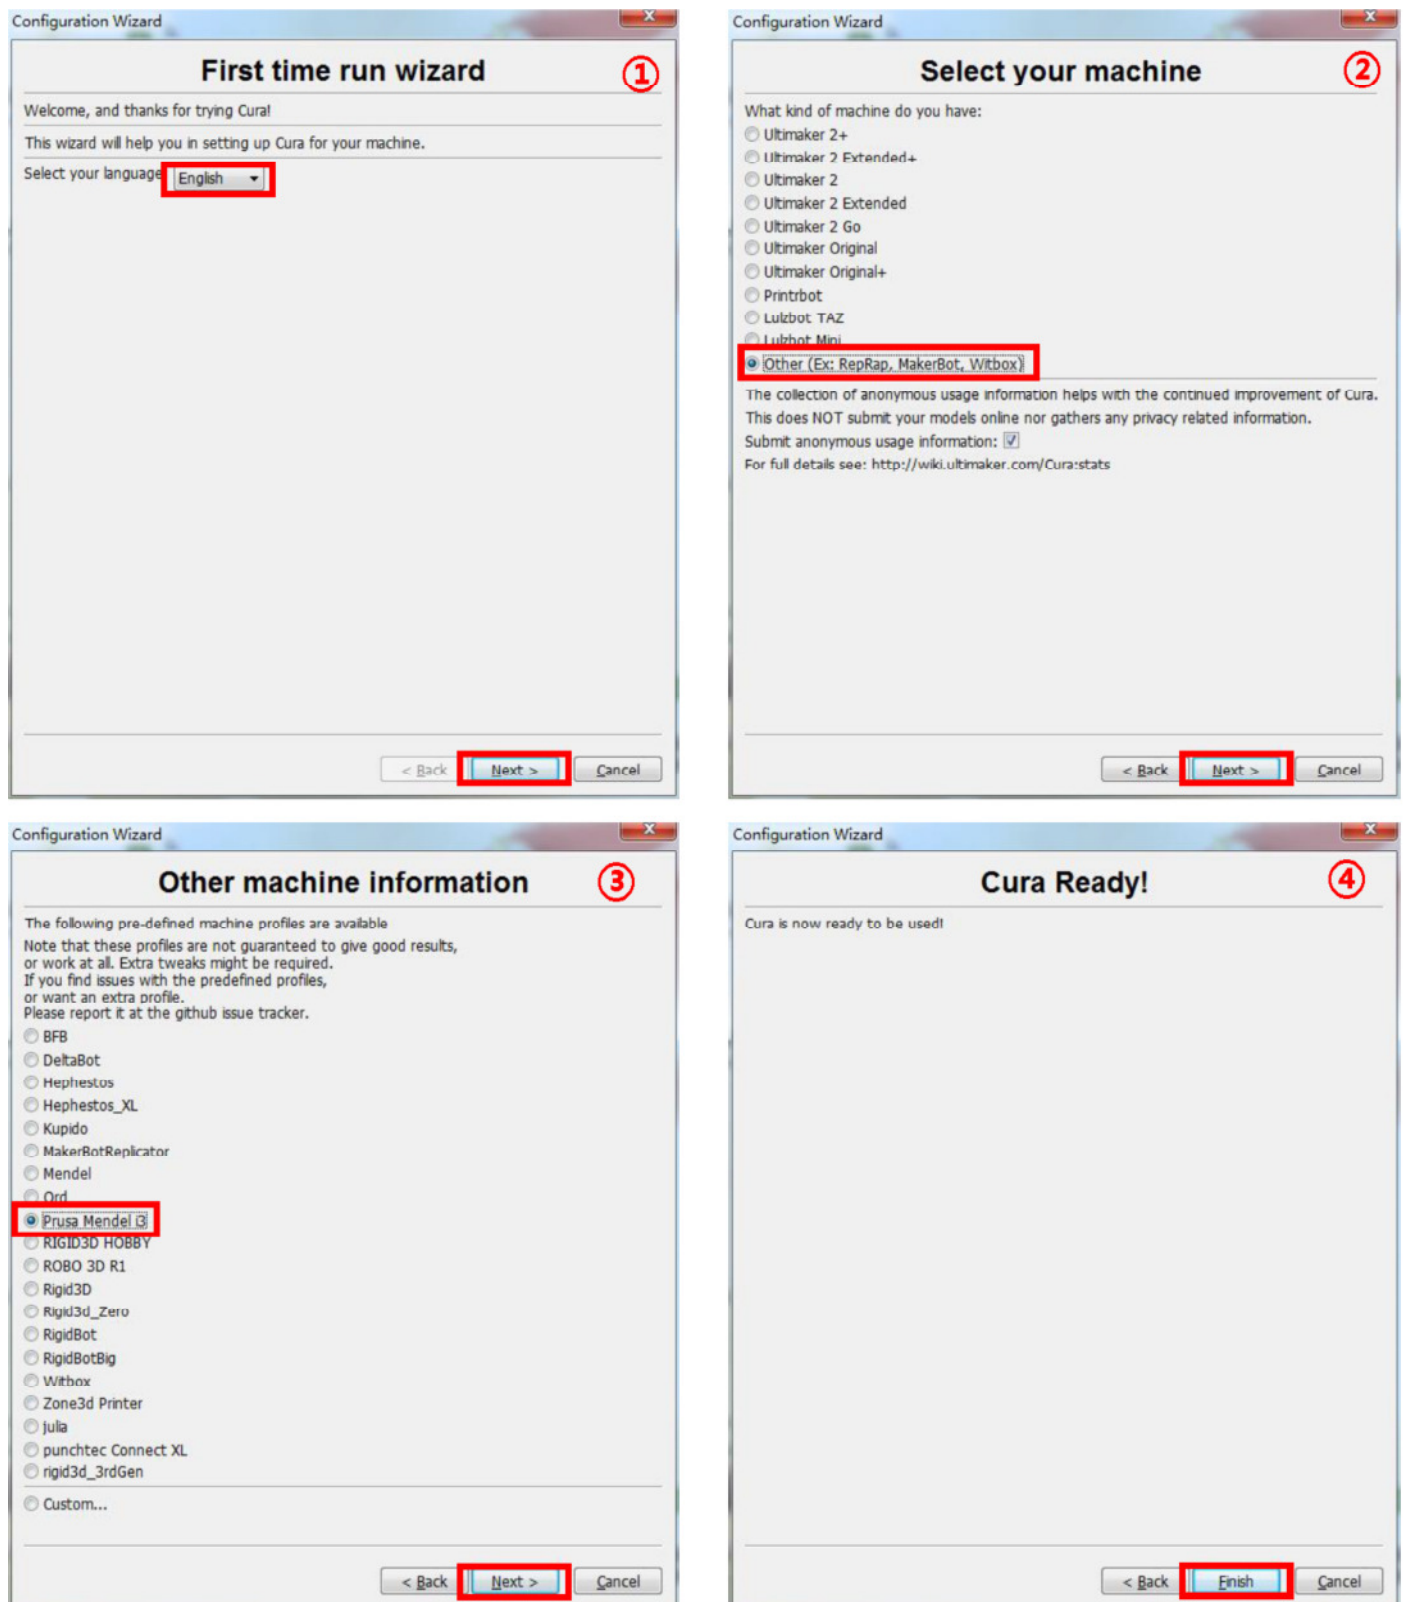 Configuration Wizard
First time run wizard
①
Welcome, and thanks for trying Cura!
This wizard will help you in setting up Cura for your machine.
Select your language
English
< Back
Next >
Cancel
Configuration Wizard
Select your machine
②
What kind of machine do you have:
Ultimaker 2+
Ultimaker 2 Extended+
Ultimaker 2
Ultimaker 2 Extended
Ultimaker 2 Go
Ultimaker Original
Ultimaker Original+
Printrbot
Lulzbot TAZ
Lulzbot Mini
Other (Ex: RepRap, MakerBot, Witbox)
The collection of anonymous usage information helps with the continued improvement of Cura.
This does NOT submit your models online nor gathers any privacy related information.
Submit anonymous usage information:
For full details see: http://wiki.ultimaker.com/Cura:stats
< Back
Next >
Cancel
Configuration Wizard
Other machine information
③
The following pre-defined machine profiles are available
Note that these profiles are not guaranteed to give good results,
or work at all. Extra tweaks might be required.
If you find issues with the predefined profiles,
or want an extra profile.
Please report it at the github issue tracker.
BFB
DeltaBot
Hephestos
Hephestos_XL
Kupido
MakerBotReplicator
Mendel
Ord
Prusa Mendel i3
RIGID3D HOBBY
ROBO 3D R1
Rigid3D
Rigid3d_Zero
RigidBot
RigidBotBig
Witbox
Zone3d Printer
julia
punchtec Connect XL
rigid3d_3rdGen
Custom...
< Back
Next >
Cancel
Configuration Wizard
Cura Ready!
④
Cura is now ready to be used!
< Back
Finish
Cancel